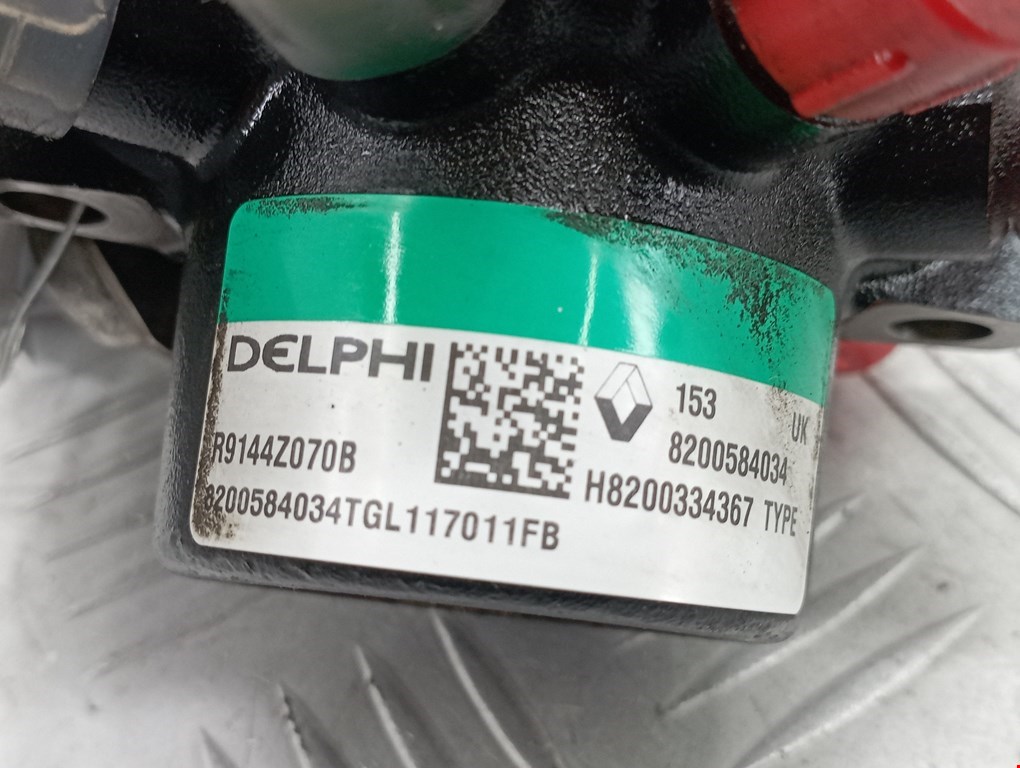 DELPHI
153
UK
R9144Z070B
8200584034
H8200334367 TYPE
8200584034TGL117011FB